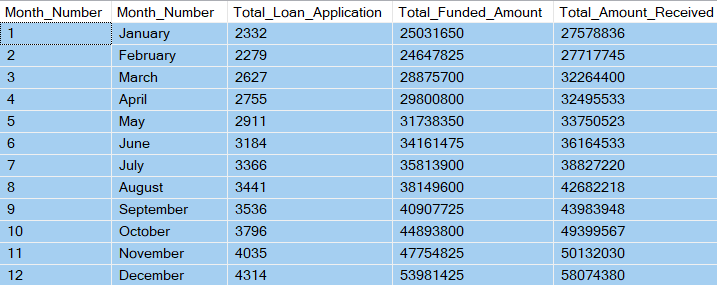 Month_Number Month_Number Total_Loan_Application Total_Funded_Amount Total_Amount_Received
1 January 2332 25031650 27578836
2 February 2279 24647825 27717745
3 March 2627 28875700 32264400
4 April 2755 29800800 32495533
5 May 2911 31738350 33750523
6 June 3184 34161475 36164533
7 July 3366 35813900 38827220
8 August 3441 38149600 42682218
9 September 3536 40907725 43983948
10 October 3796 44893800 49399567
11 November 4035 47754825 50132030
12 December 4314 53981425 58074380